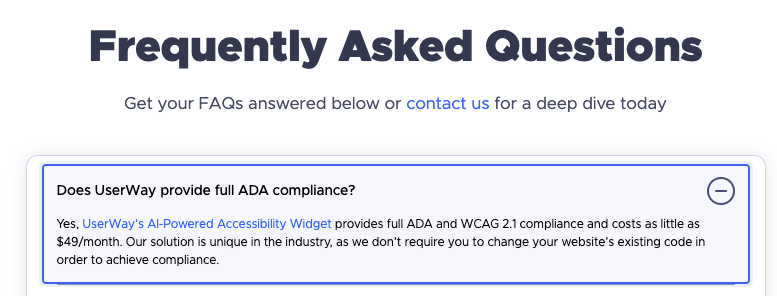 Frequently Asked Questions
Get your FAQs answered below or contact us for a deep dive today
Does UserWay provide full ADA compliance?
Yes, UserWay's AI-Powered Accessibility Widget provides full ADA and WCAG 2.1 compliance and costs as little as
$49/month. Our solution is unique in the industry, as we don't require you to change your website's existing code in
order to achieve compliance.